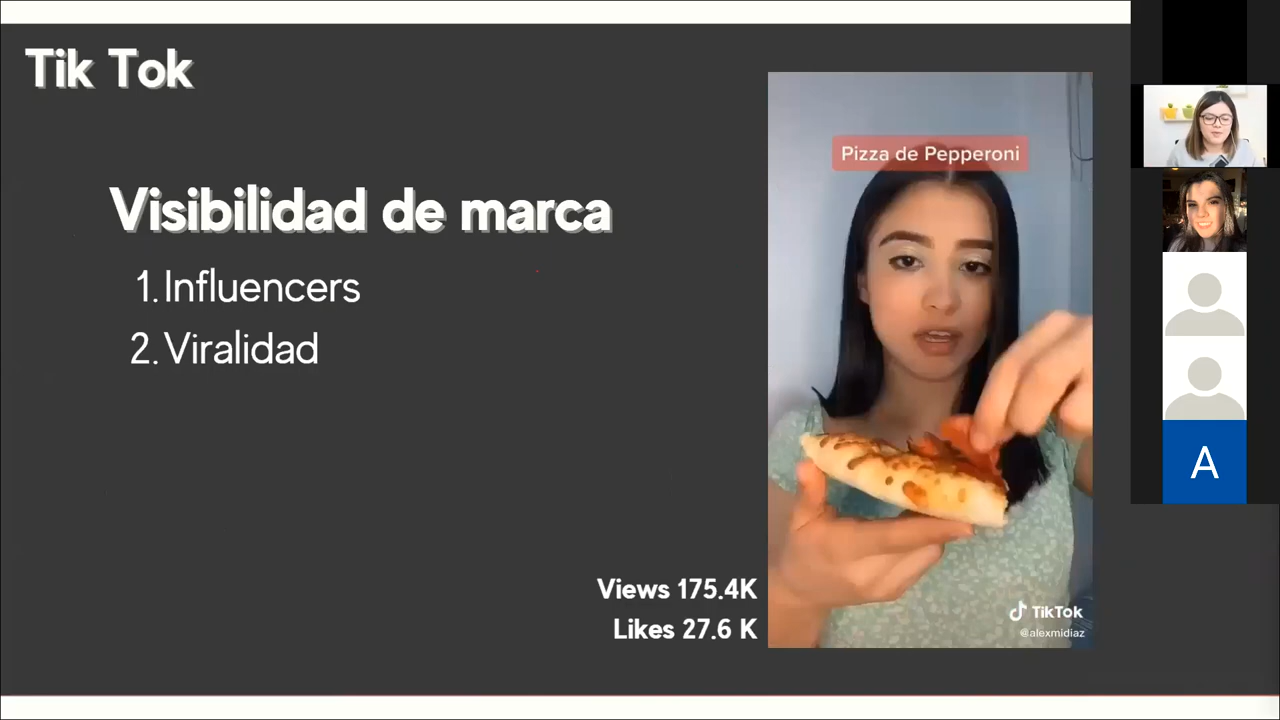 Tik Tok
Visibilidad de marca
1. Influencers
2. Viralidad
Views 175.4K
Likes 27.6 K
Pizza de Pepperoni
TikTok
@alexmidiaz
A